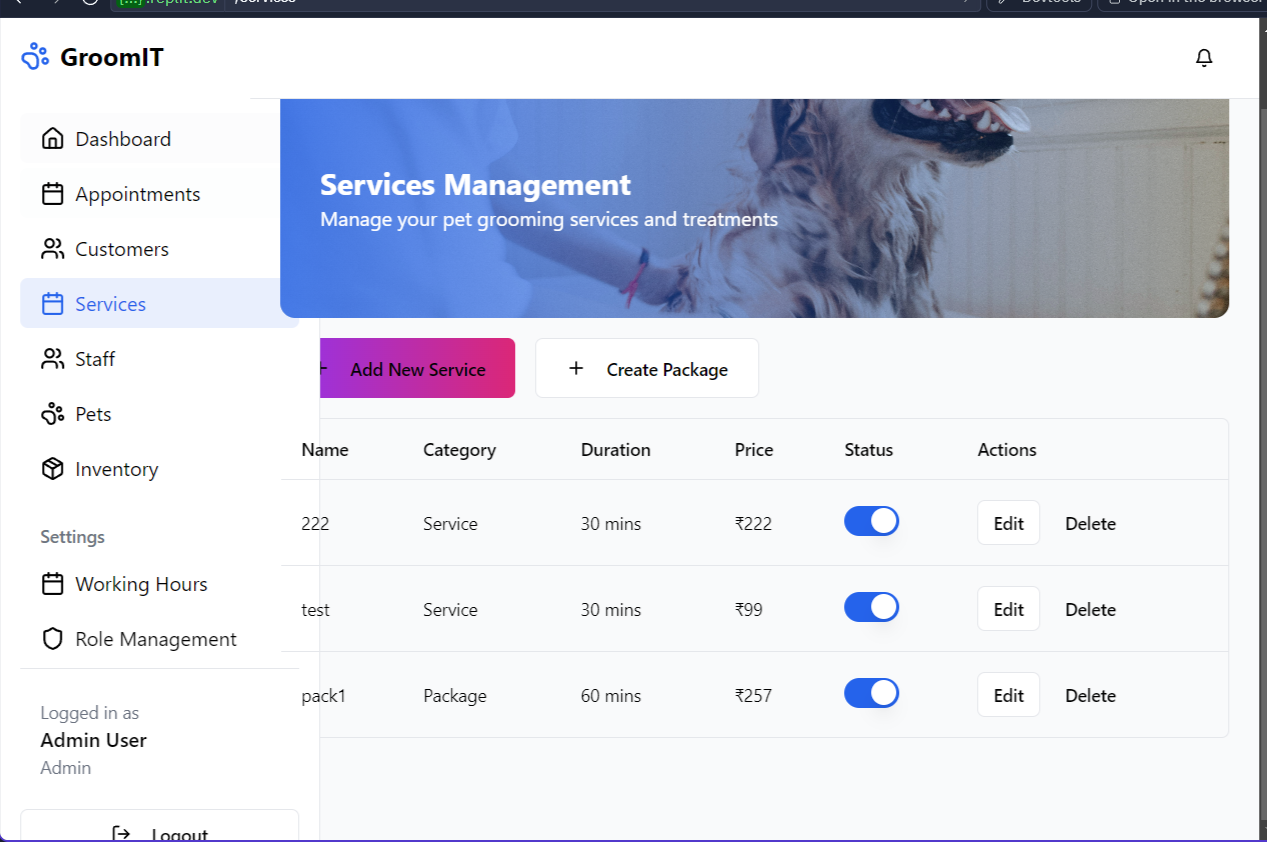 [...].replit.dev /services
Devtools
Open in the browser
GroomIT
Dashboard
Appointments
Customers
Services
Staff
Pets
Inventory
Settings
Working Hours
Role Management
Logged in as
Admin User
Admin
Logout
Services Management
Manage your pet grooming services and treatments
+ Add New Service
+ Create Package
Name Category Duration Price Status Actions
222 Service 30 mins ₹222 Edit Delete
test Service 30 mins ₹99 Edit Delete
pack1 Package 60 mins ₹257 Edit Delete